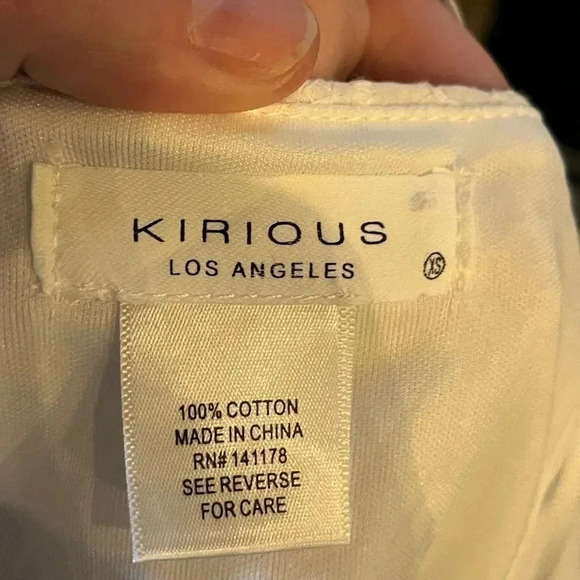 KIRIOUS
LOS ANGELES
XS
100% COTTON
MADE IN CHINA
RN# 141178
SEE REVERSE
FOR CARE